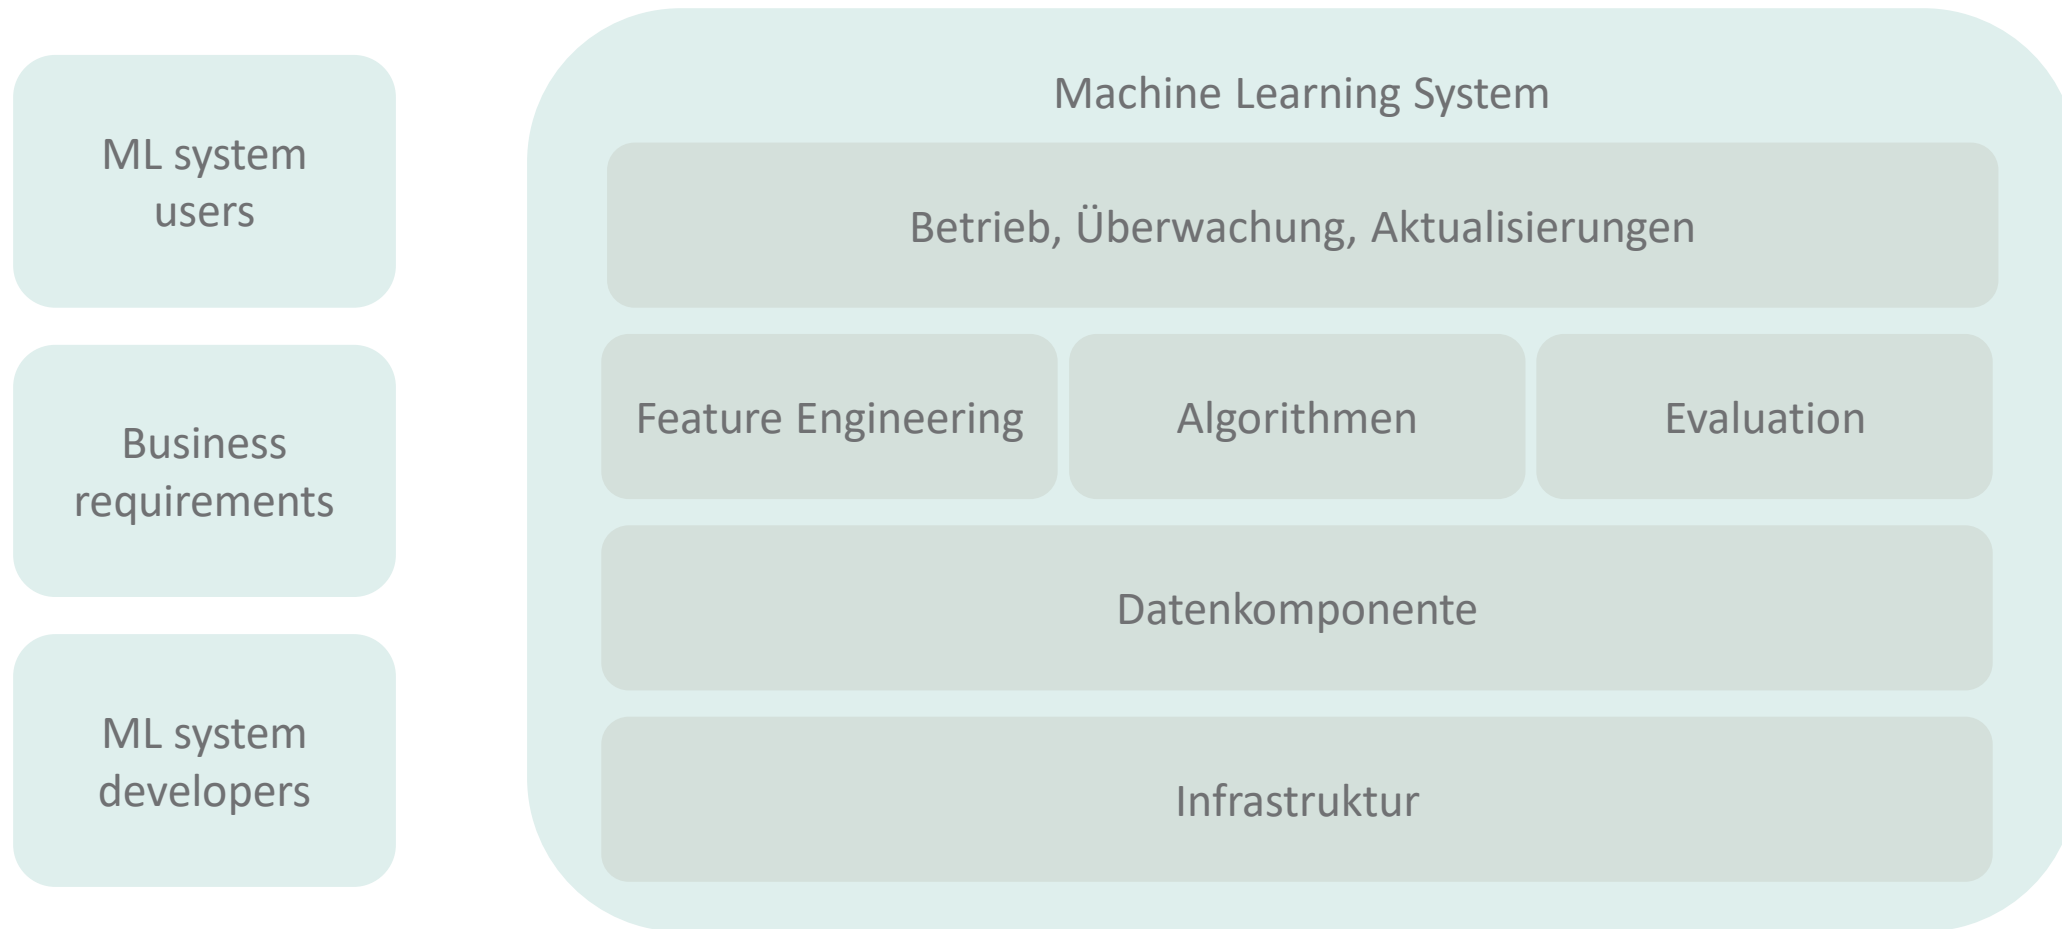 ML system
users
Business
requirements
ML system
developers
Machine Learning System
Betrieb, Überwachung, Aktualisierungen
Feature Engineering
Algorithmen
Evaluation
Datenkomponente
Infrastruktur